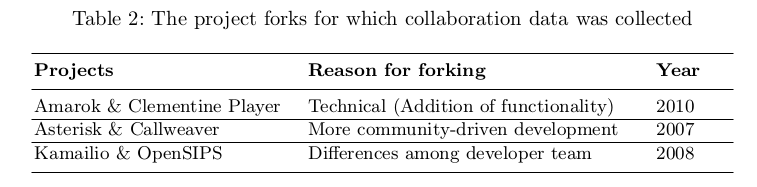 Table 2: The project forks for which collaboration data was collected
Projects Reason for forking Year
Amarok & Clementine Player Technical (Addition of functionality) 2010
Asterisk & Callweaver More community-driven development 2007
Kamailio & OpenSIPS Differences among developer team 2008